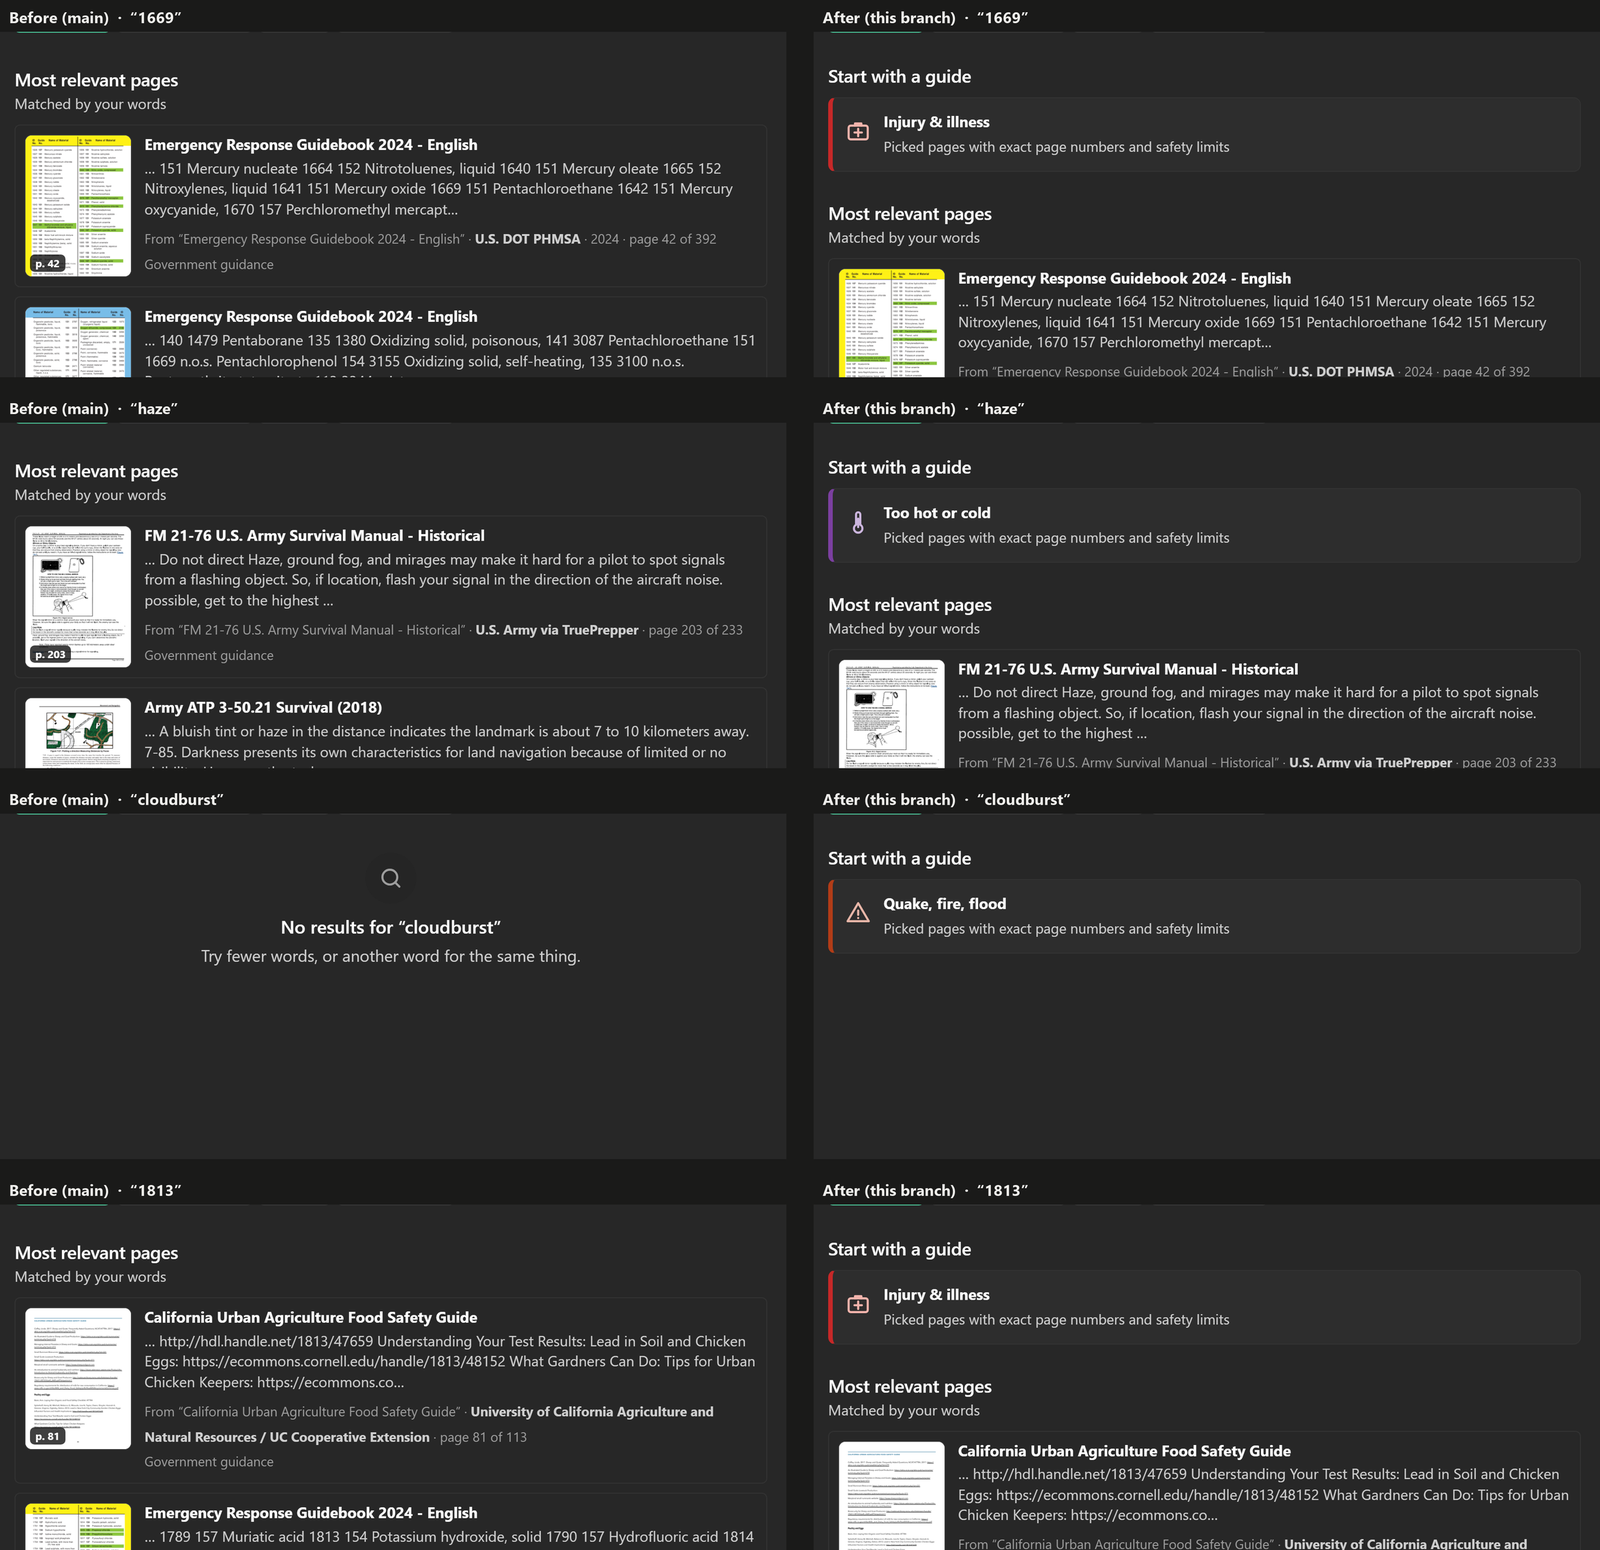 Before (main) · “1669”
Most relevant pages
Matched by your words
p. 42
Emergency Response Guidebook 2024 - English
... 151 Mercury nucleate 1664 152 Nitrotoluenes, liquid 1640 151 Mercury oleate 1665 152
Nitroxylenes, liquid 1641 151 Mercury oxide 1669 151 Pentachloroethane 1642 151 Mercury
oxycyanide, 1670 157 Perchloromethyl mercapt...
From “Emergency Response Guidebook 2024 - English” · U.S. DOT PHMSA · 2024 · page 42 of 392
Government guidance
Emergency Response Guidebook 2024 - English
... 140 1479 Pentaborane 135 1380 Oxidizing solid, poisonous, 141 3087 Pentachloroethane 151
1669 n.o.s. Pentachlorophenol 154 3155 Oxidizing solid, self-heating, 135 3100 n.o.s.
After (this branch) · “1669”
Start with a guide
Injury & illness
Picked pages with exact page numbers and safety limits
Most relevant pages
Matched by your words
Emergency Response Guidebook 2024 - English
... 151 Mercury nucleate 1664 152 Nitrotoluenes, liquid 1640 151 Mercury oleate 1665 152
Nitroxylenes, liquid 1641 151 Mercury oxide 1669 151 Pentachloroethane 1642 151 Mercury
oxycyanide, 1670 157 Perchloromethyl mercapt...
From “Emergency Response Guidebook 2024 - English” · U.S. DOT PHMSA · 2024 · page 42 of 392
Before (main) · “haze”
Most relevant pages
Matched by your words
p. 203
FM 21-76 U.S. Army Survival Manual - Historical
... Do not direct Haze, ground fog, and mirages may make it hard for a pilot to spot signals
from a flashing object. So, if location, flash your signal in the direction of the aircraft noise.
possible, get to the highest ...
From “FM 21-76 U.S. Army Survival Manual - Historical” · U.S. Army via TruePrepper · page 203 of 233
Government guidance
Army ATP 3-50.21 Survival (2018)
... A bluish tint or haze in the distance indicates the landmark is about 7 to 10 kilometers away.
7-85. Darkness presents its own characteristics for land navigation because of limited or no
After (this branch) · “haze”
Start with a guide
Too hot or cold
Picked pages with exact page numbers and safety limits
Most relevant pages
Matched by your words
FM 21-76 U.S. Army Survival Manual - Historical
... Do not direct Haze, ground fog, and mirages may make it hard for a pilot to spot signals
from a flashing object. So, if location, flash your signal in the direction of the aircraft noise.
possible, get to the highest ...
From “FM 21-76 U.S. Army Survival Manual - Historical” · U.S. Army via TruePrepper · page 203 of 233
Before (main) · “cloudburst”
No results for “cloudburst”
Try fewer words, or another word for the same thing.
After (this branch) · “cloudburst”
Start with a guide
Quake, fire, flood
Picked pages with exact page numbers and safety limits
Before (main) · “1813”
Most relevant pages
Matched by your words
p. 81
California Urban Agriculture Food Safety Guide
... http://hdl.handle.net/1813/47659 Understanding Your Test Results: Lead in Soil and Chicken
Eggs: https://ecommons.cornell.edu/handle/1813/48152 What Gardners Can Do: Tips for Urban
Chicken Keepers: https://ecommons.co...
From “California Urban Agriculture Food Safety Guide” · University of California Agriculture and
Natural Resources / UC Cooperative Extension · page 81 of 113
Government guidance
Emergency Response Guidebook 2024 - English
... 1789 157 Muriatic acid 1813 154 Potassium hydroxide, solid 1790 157 Hydrofluoric acid 1814
After (this branch) · “1813”
Start with a guide
Injury & illness
Picked pages with exact page numbers and safety limits
Most relevant pages
Matched by your words
California Urban Agriculture Food Safety Guide
... http://hdl.handle.net/1813/47659 Understanding Your Test Results: Lead in Soil and Chicken
Eggs: https://ecommons.cornell.edu/handle/1813/48152 What Gardners Can Do: Tips for Urban
Chicken Keepers: https://ecommons.co...
From “California Urban Agriculture Food Safety Guide” · University of California Agriculture and